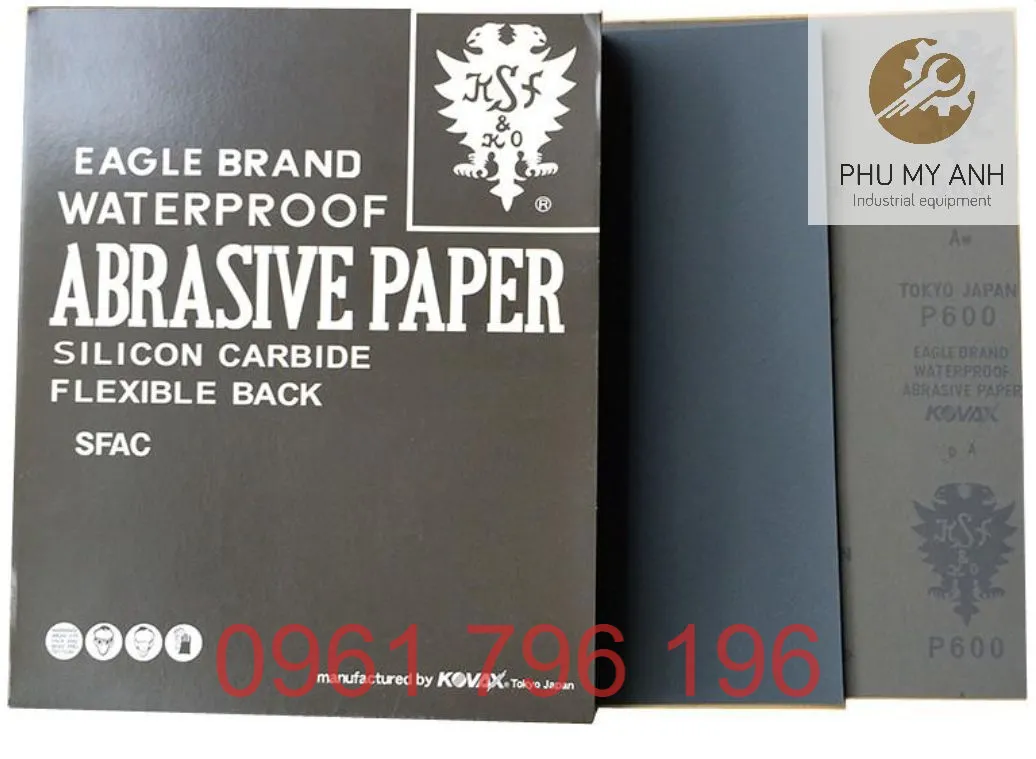 KSF
&
KO
®
EAGLE BRAND
WATERPROOF
ABRASIVE PAPER
SILICON CARBIDE
FLEXIBLE BACK
SFAC
manufactured by KOVAX® Tokyo Japan
0961 796 196
PHU MY ANH
Industrial equipment
Aw
TOKYO JAPAN
P600
EAGLE BRAND
WATERPROOF
ABRASIVE PAPER
KOVAX
D A
KSF
&
KO
P600